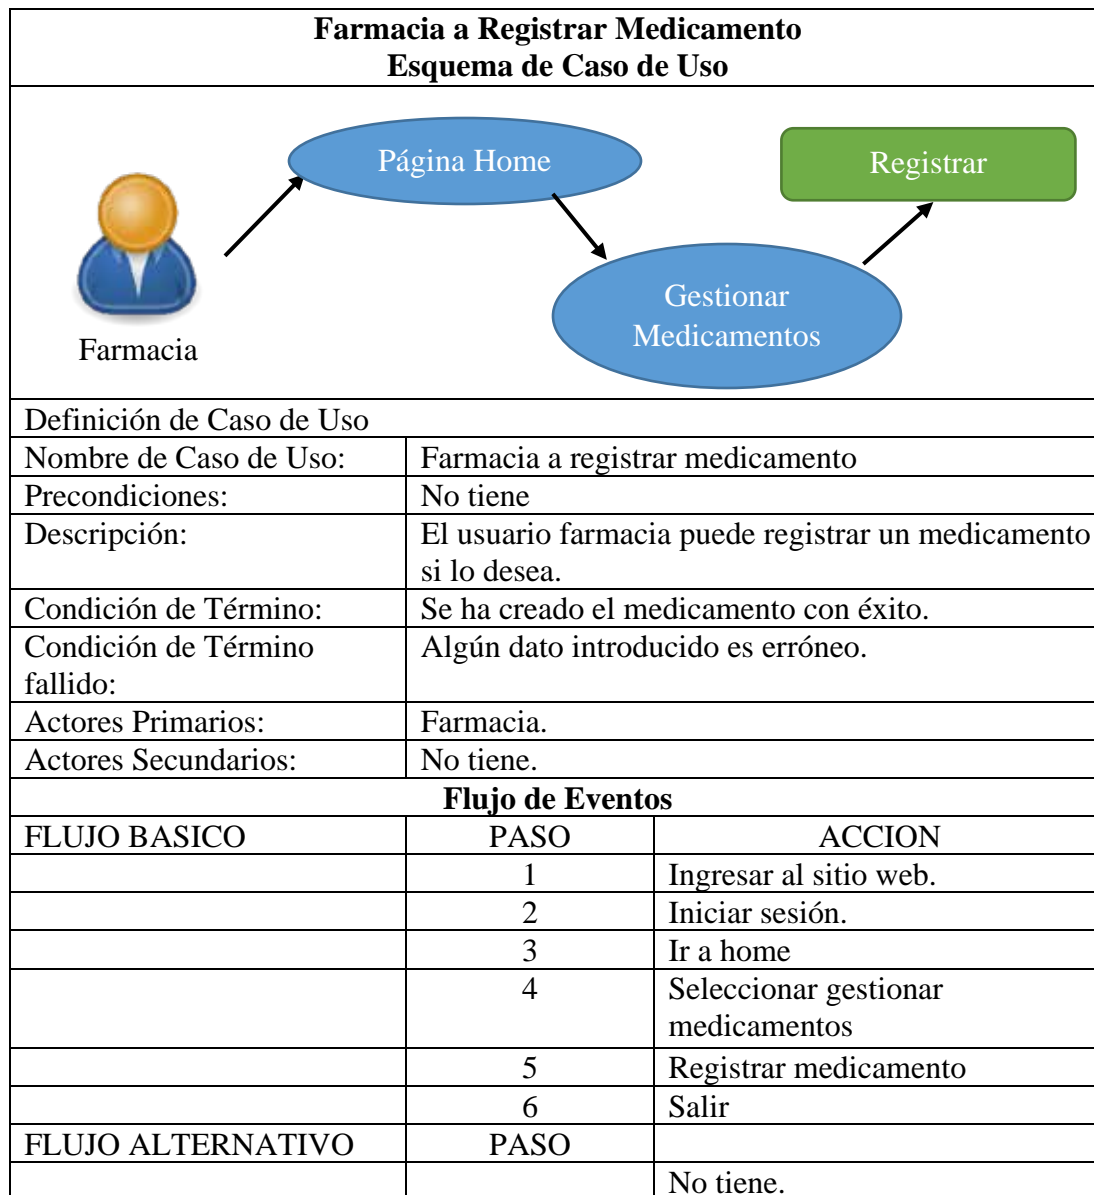 Farmacia a Registrar Medicamento
Esquema de Caso de Uso
Página Home
Registrar
Gestionar
Medicamentos
Farmacia
Definición de Caso de Uso
Nombre de Caso de Uso: Farmacia a registrar medicamento
Precondiciones: No tiene
Descripción: El usuario farmacia puede registrar un medicamento
si lo desea.
Condición de Término: Se ha creado el medicamento con éxito.
Condición de Término Algún dato introducido es erróneo.
fallido:
Actores Primarios: Farmacia.
Actores Secundarios: No tiene.
Flujo de Eventos
FLUJO BASICO PASO ACCION
1 Ingresar al sitio web.
2 Iniciar sesión.
3 Ir a home
4 Seleccionar gestionar
medicamentos
5 Registrar medicamento
6 Salir
FLUJO ALTERNATIVO PASO
No tiene.